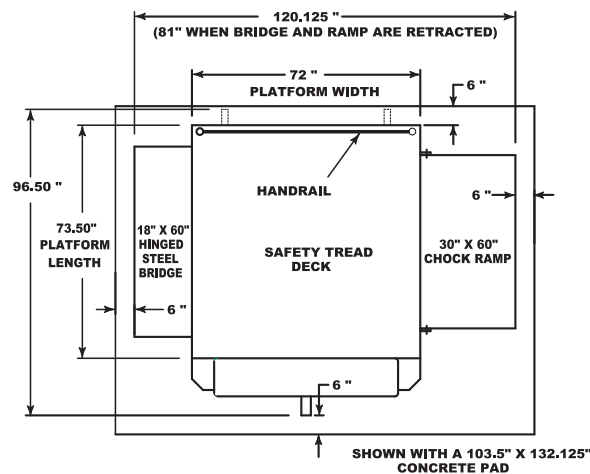 120.125"
(81" WHEN BRIDGE AND RAMP ARE RETRACTED)
72 "
PLATFORM WIDTH
6 "
96.50 "
HANDRAIL
6 "
73.50"
PLATFORM
LENGTH
18" X 60"
HINGED
STEEL
BRIDGE
SAFETY TREAD
DECK
30" X 60"
CHOCK RAMP
6 "
6 "
SHOWN WITH A 103.5" X 132.125"
CONCRETE PAD